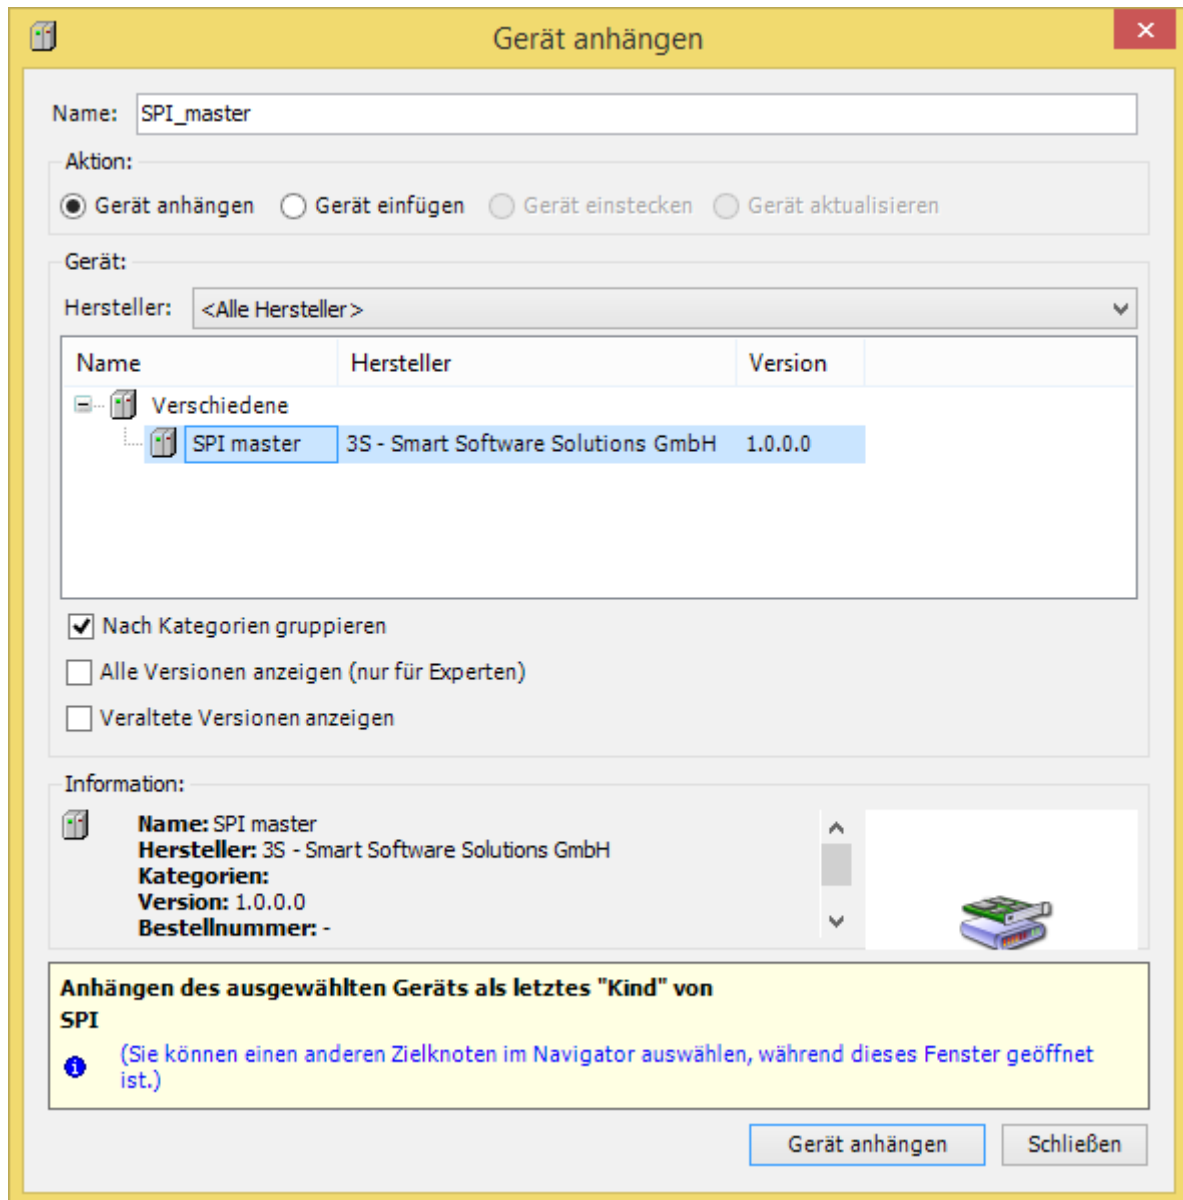 Gerät anhängen
Name: SPI_master
Aktion:
Gerät anhängen Gerät einfügen Gerät einstecken Gerät aktualisieren
Gerät:
Hersteller: <Alle Hersteller>
Name Hersteller Version
Verschiedene
SPI master 3S - Smart Software Solutions GmbH 1.0.0.0
Nach Kategorien gruppieren
Alle Versionen anzeigen (nur für Experten)
Veraltete Versionen anzeigen
Information:
Name: SPI master
Hersteller: 3S - Smart Software Solutions GmbH
Kategorien:
Version: 1.0.0.0
Bestellnummer: -
Anhängen des ausgewählten Geräts als letztes "Kind" von
SPI
(Sie können einen anderen Zielknoten im Navigator auswählen, während dieses Fenster geöffnet
ist.)
Gerät anhängen Schließen